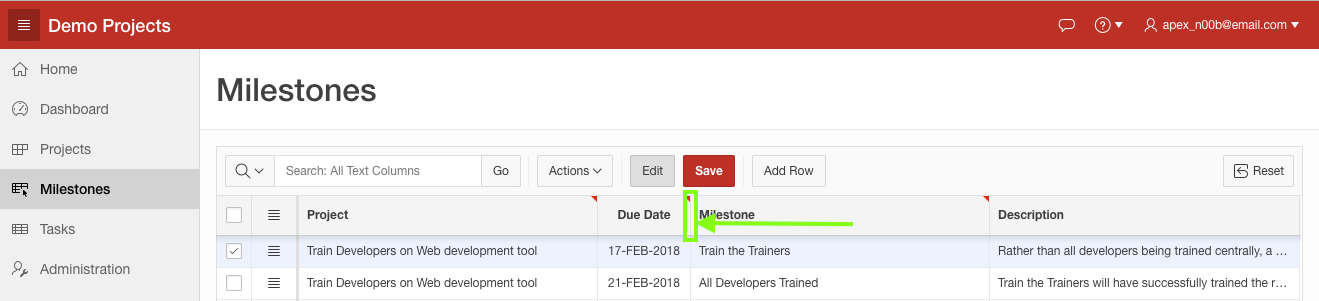 Demo Projects
apex_n00b@email.com
Home
Dashboard
Projects
Milestones
Tasks
Administration
Milestones
Search: All Text Columns Go Actions Edit Save Add Row Reset
Project Due Date Milestone Description
Train Developers on Web development tool 17-FEB-2018 Train the Trainers Rather than all developers being trained centrally, a ...
Train Developers on Web development tool 21-FEB-2018 All Developers Trained Train the Trainers will have successfully trained the r...